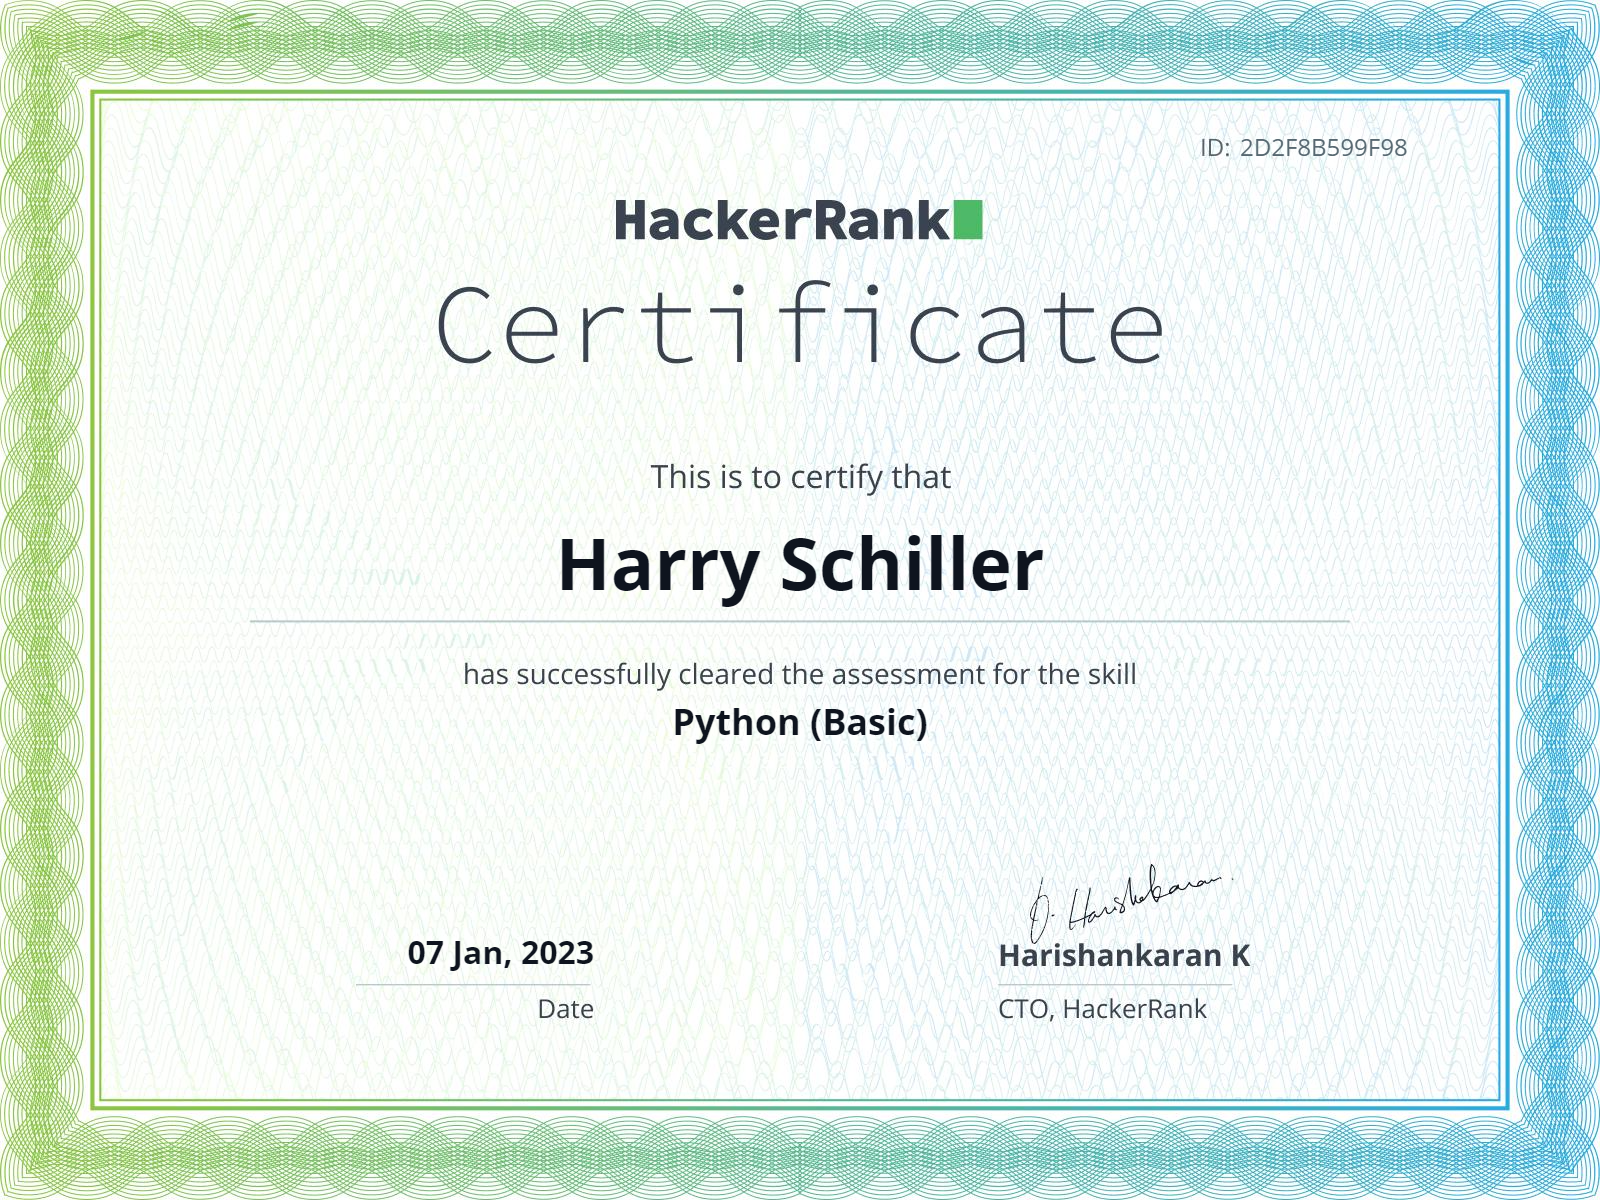 ID: 2D2F8B599F98
HackerRank
Certificate
This is to certify that
Harry Schiller
has successfully cleared the assessment for the skill
Python (Basic)
07 Jan, 2023
Date
Harishankaran K
CTO, HackerRank